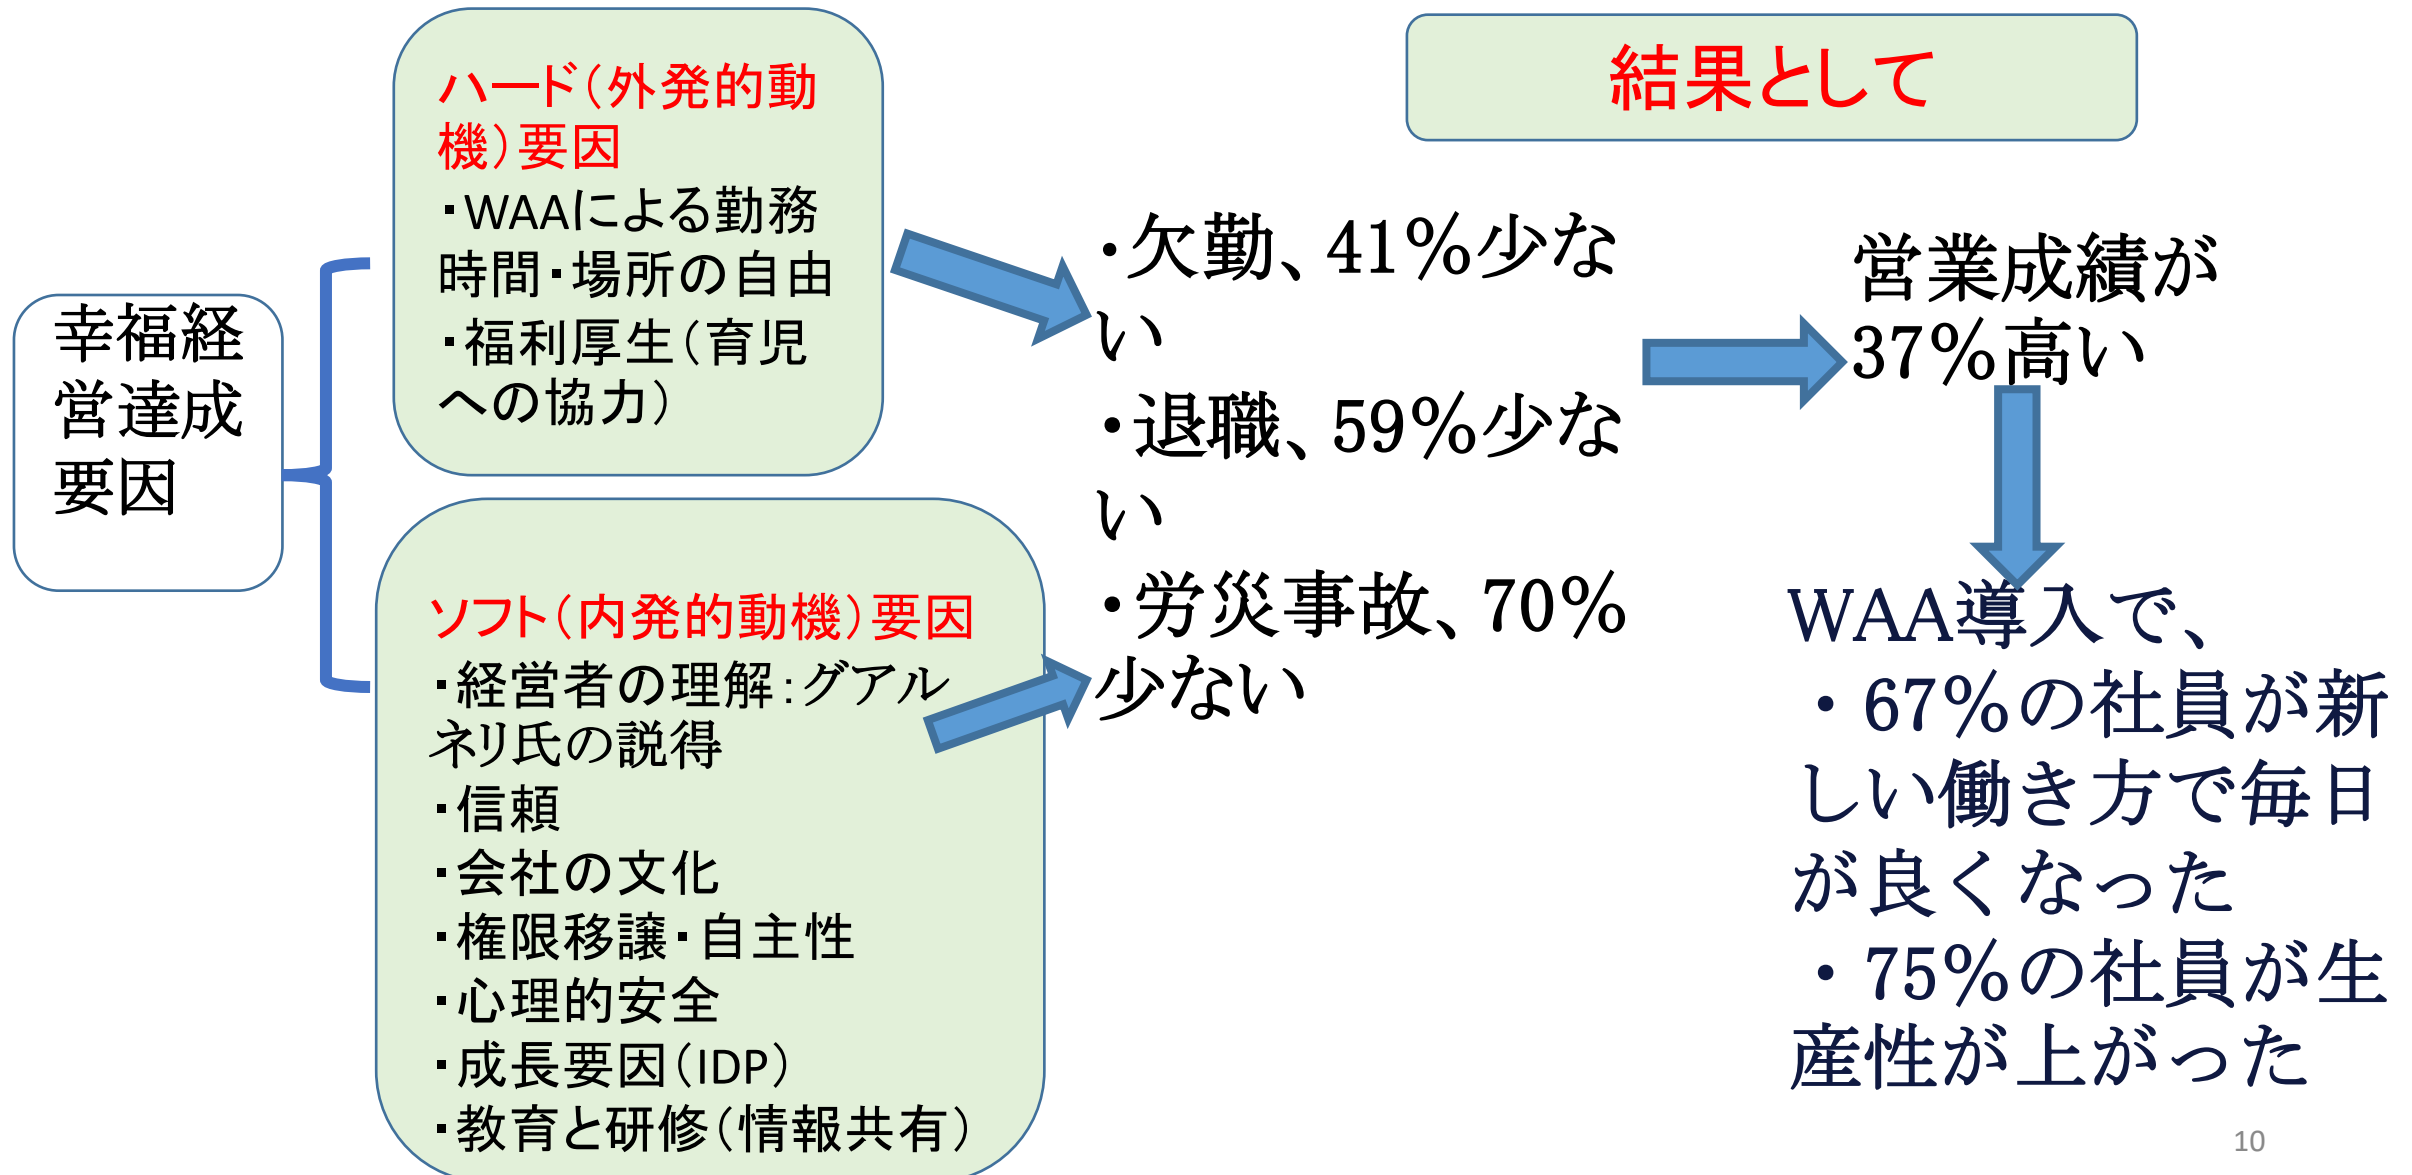 幸福経
営達成
要因
ハード(外発的動
機)要因
・WAAによる勤務
時間・場所の自由
・福利厚生(育児
への協力)
ソフト(内発的動機)要因
・経営者の理解:グアル
ネリ氏の説得
・信頼
・会社の文化
・権限移譲・自主性
・心理的安全
・成長要因(IDP)
・教育と研修(情報共有)
結果として
・欠勤、41%少な
い
・退職、59%少な
い
・労災事故、70%
少ない
営業成績が
37%高い
WAA導入で、
・67%の社員が新
しい働き方で毎日
が良くなった
・75%の社員が生
産性が上がった
10